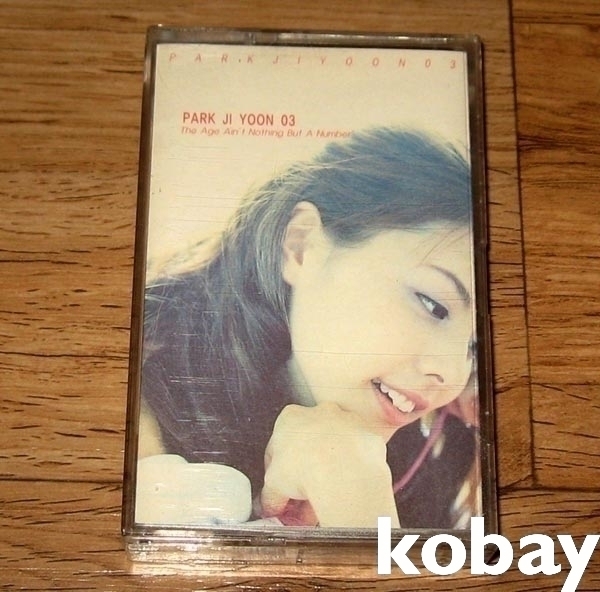 PARKJIYOON03
PARK JI YOON 03
The Age Ain't Nothing But A Number
kobay